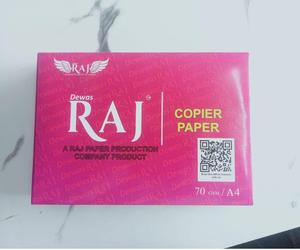 RAJ
Dewas
RAJ
COPIER
PAPER
A RAJ PAPER PRODUCTION
COMPANY PRODUCT
70 GSM / A4